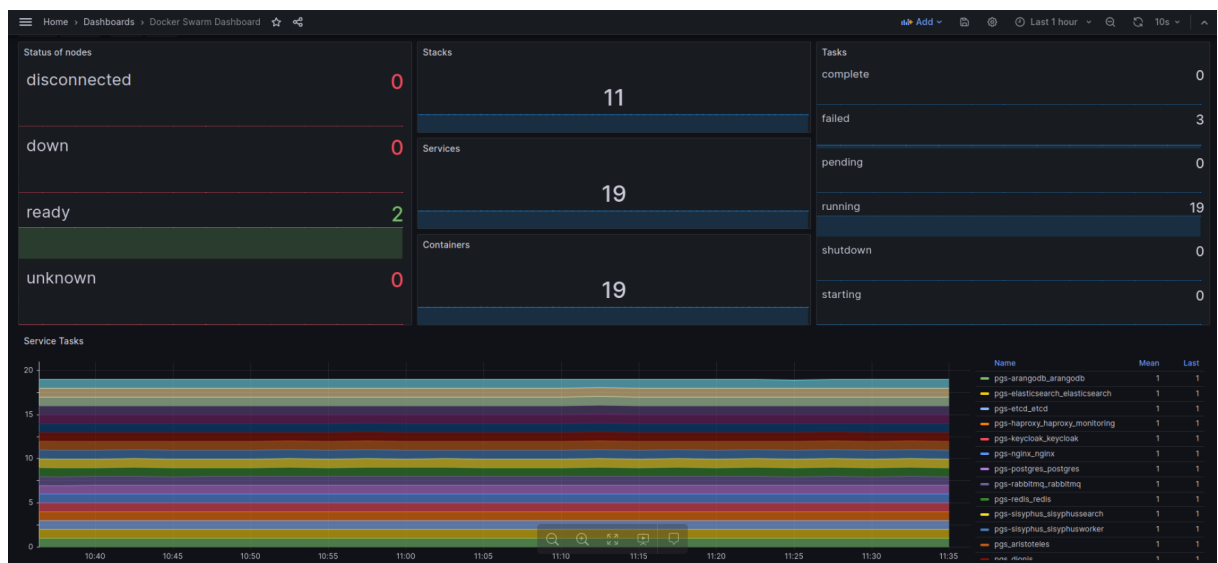 Home › Dashboards › Docker Swarm Dashboard
Add
Last 1 hour
10s
Status of nodes
disconnected 0
down 0
ready 2
unknown 0
Stacks
11
Services
19
Containers
19
Tasks
complete 0
failed 3
pending 0
running 19
shutdown 0
starting 0
Service Tasks
20
15
10
5
0
10:40 10:45 10:50 10:55 11:00 11:05 11:10 11:15 11:20 11:25 11:30 11:35
Name Mean Last
pgs-arangodb_arangodb 1 1
pgs-elasticsearch_elasticsearch 1 1
pgs-etcd_etcd 1 1
pgs-haproxy_haproxy_monitoring 1 1
pgs-keycloak_keycloak 1 1
pgs-nginx_nginx 1 1
pgs-postgres_postgres 1 1
pgs-rabbitmq_rabbitmq 1 1
pgs-redis_redis 1 1
pgs-sisyphus_sisyphussearch 1 1
pgs-sisyphus_sisyphusworker 1 1
pgs_aristoteles 1 1
1 1